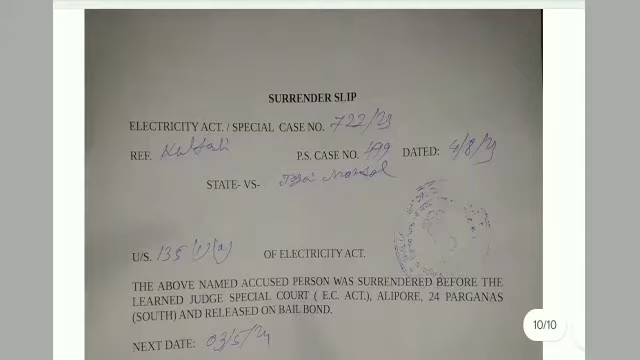 SURRENDER SLIP
ELECTRICITY ACT. / SPECIAL CASE NO. 722/23
REF. P.S. CASE NO. 499 DATED: 4/8/23
STATE- VS- Mondal
U/S. 135 (1)(a) OF ELECTRICITY ACT.
THE ABOVE NAMED ACCUSED PERSON WAS SURRENDERED BEFORE THE
LEARNED JUDGE SPECIAL COURT ( E.C. ACT.), ALIPORE, 24 PARGANAS
(SOUTH) AND RELEASED ON BAIL BOND.
NEXT DATE: 03/5/24
10/10